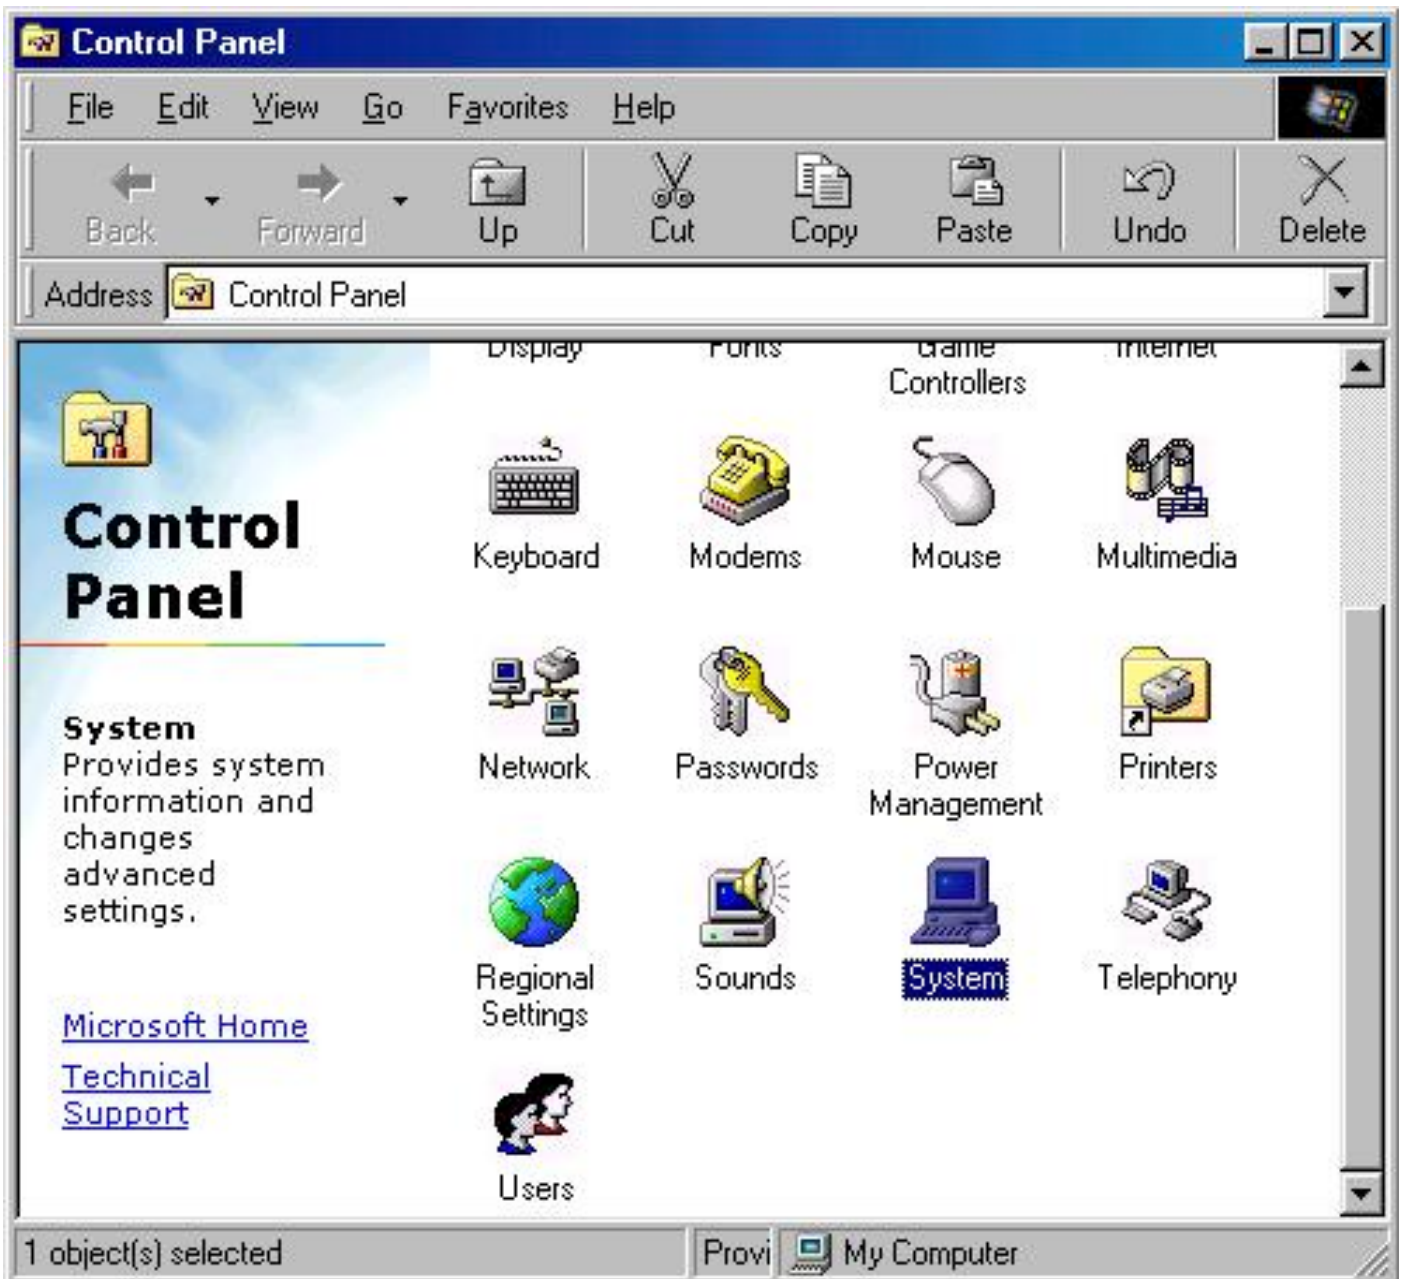 Control Panel
File Edit View Go Favorites Help
Back Forward Up Cut Copy Paste Undo Delete
Address Control Panel
Control
Panel
System
Provides system
information and
changes
advanced
settings.
Microsoft Home
Technical
Support
Display Fonts Game Internet
Controllers
Keyboard Modems Mouse Multimedia
Network Passwords Power Printers
Management
Regional Sounds System Telephony
Settings
Users
1 object(s) selected Provi My Computer